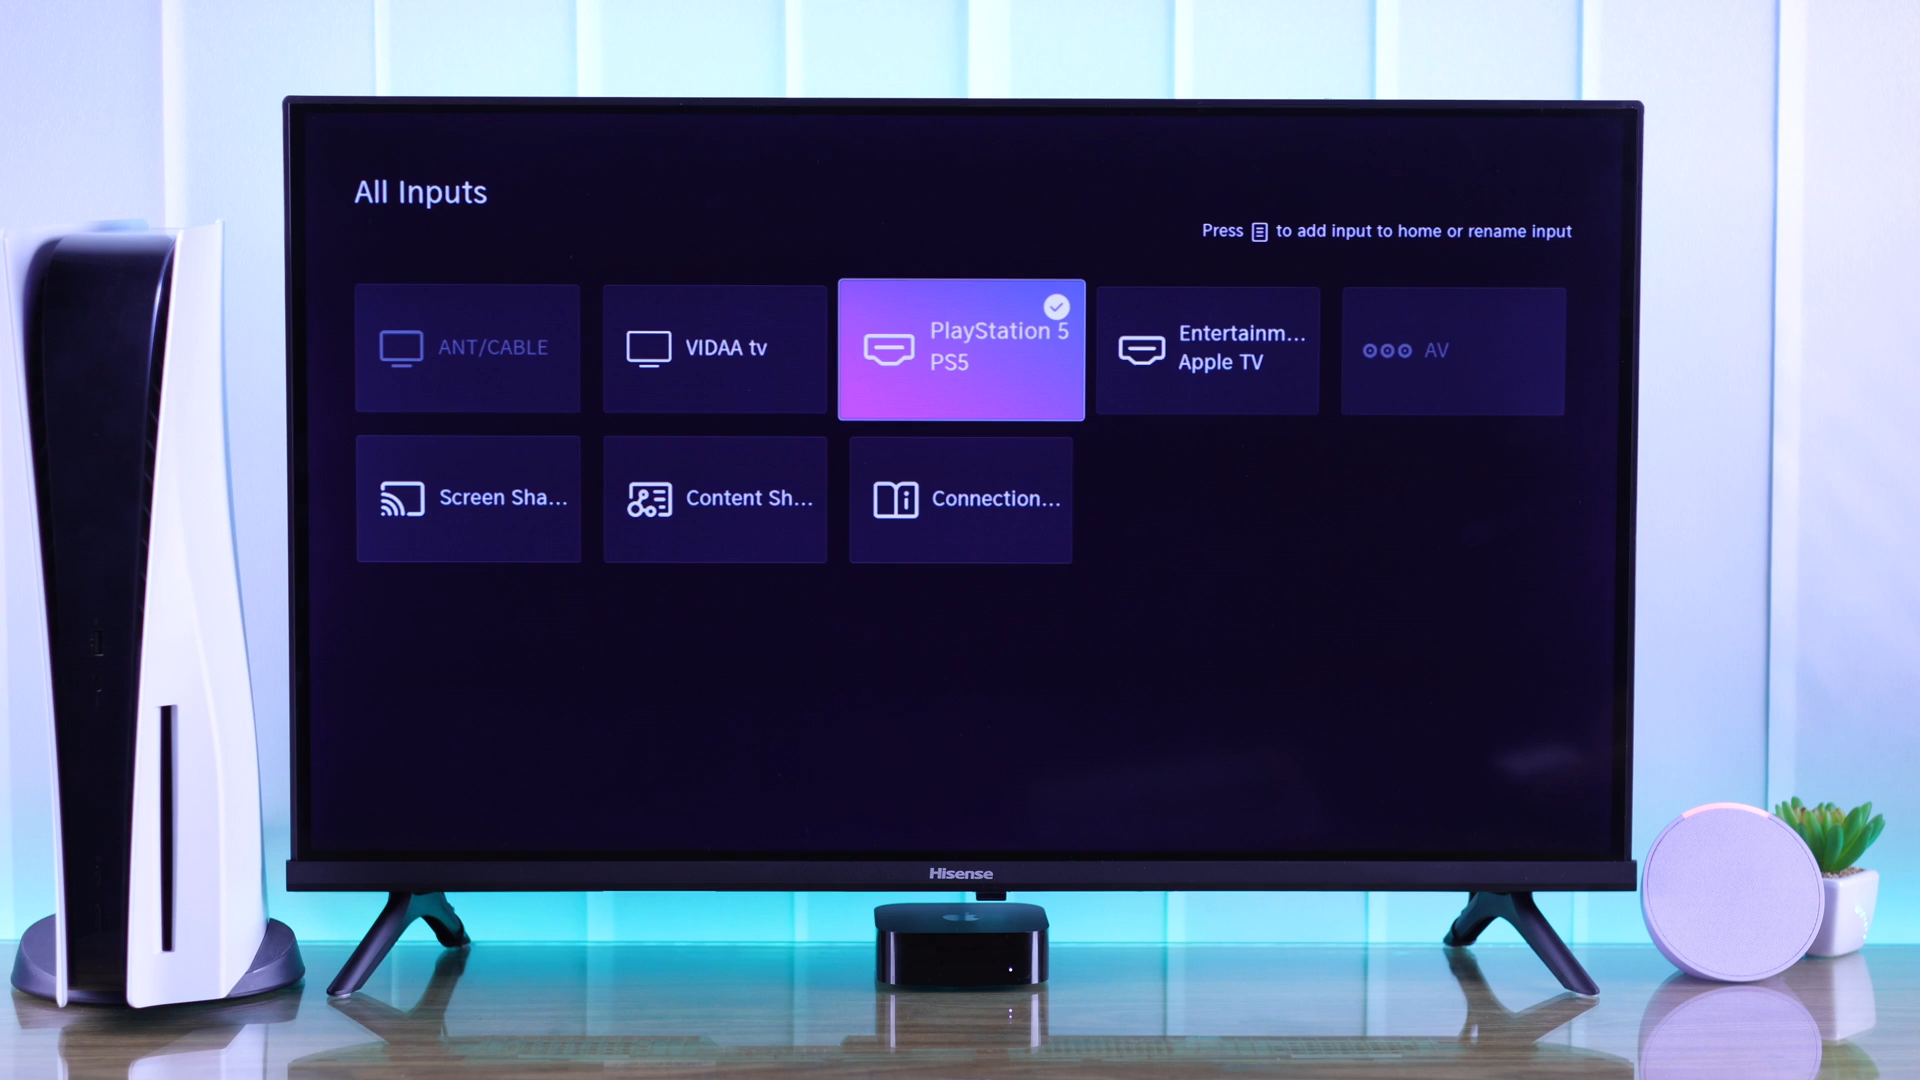 All Inputs
Press to add input to home or rename input
ANT/CABLE
VIDAA tv
PlayStation 5
PS5
Entertainm...
Apple TV
AV
Screen Sha...
Content Sh...
Connection...
Hisense